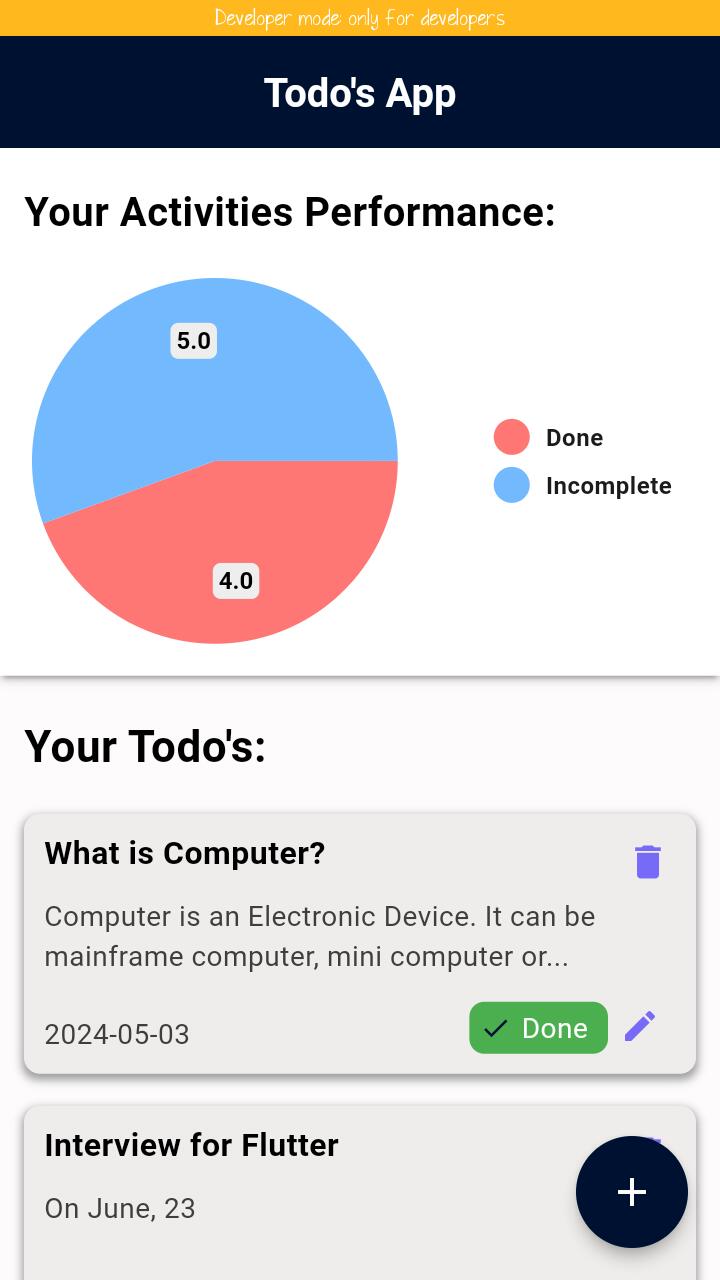 Developer mode only for developers
Todo's App
Your Activities Performance:
5.0
4.0
Done
Incomplete
Your Todo's:
What is Computer?
Computer is an Electronic Device. It can be
mainframe computer, mini computer or...
2024-05-03
Done
Interview for Flutter
On June, 23